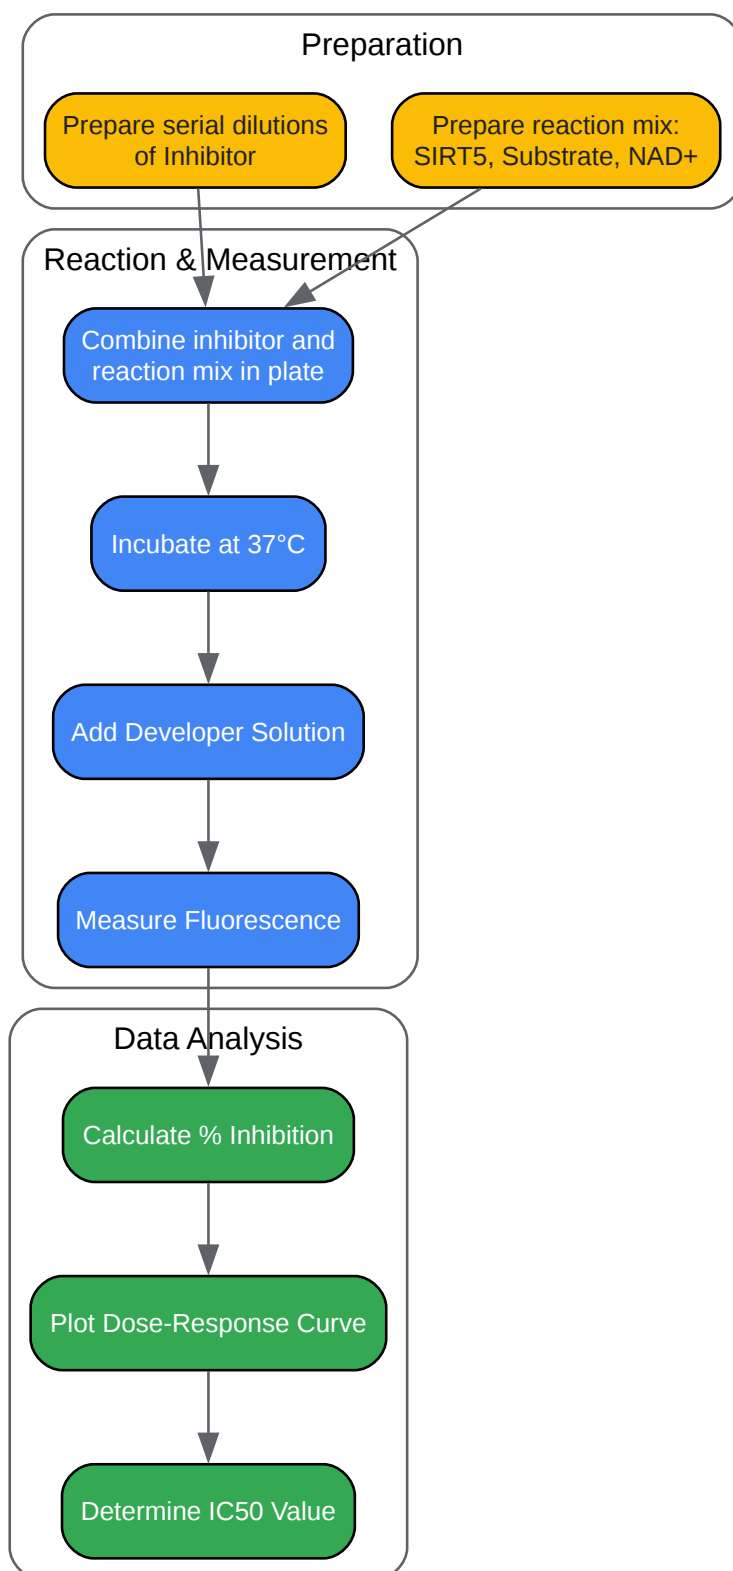 Preparation
Prepare serial dilutions
of Inhibitor
Prepare reaction mix:
SIRT5, Substrate, NAD+
Reaction & Measurement
Combine inhibitor and
reaction mix in plate
Incubate at 37°C
Add Developer Solution
Measure Fluorescence
Data Analysis
Calculate % Inhibition
Plot Dose-Response Curve
Determine IC50 Value